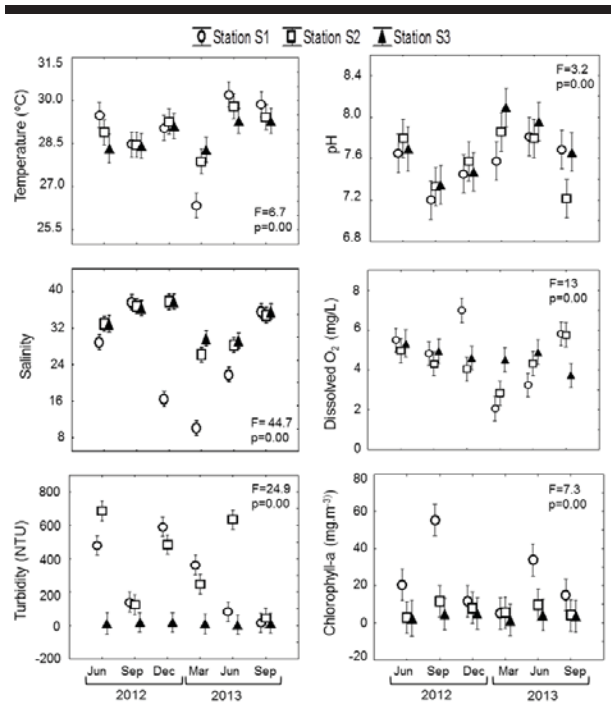 Station S1 Station S2 Station S3
Temperature (°C)
31.5
30.0
28.5
27.0
25.5
F=6.7
p=0.00
pH
8.4
8.0
7.6
7.2
6.8
F=3.2
p=0.00
Salinity
40
32
24
16
8
F= 44.7
p=0.00
Dissolved O2 (mg/L)
8
6
4
2
0
F=13
p=0.00
Turbidity (NTU)
800
600
400
200
0
-200
F=24.9
p=0.00
Jun Sep Dec Mar Jun Sep
2012 2013
Chlorophyll-a (mg.m-3)
80
60
40
20
0
-20
F=7.3
p=0.00
Jun Sep Dec Mar Jun Sep
2012 2013